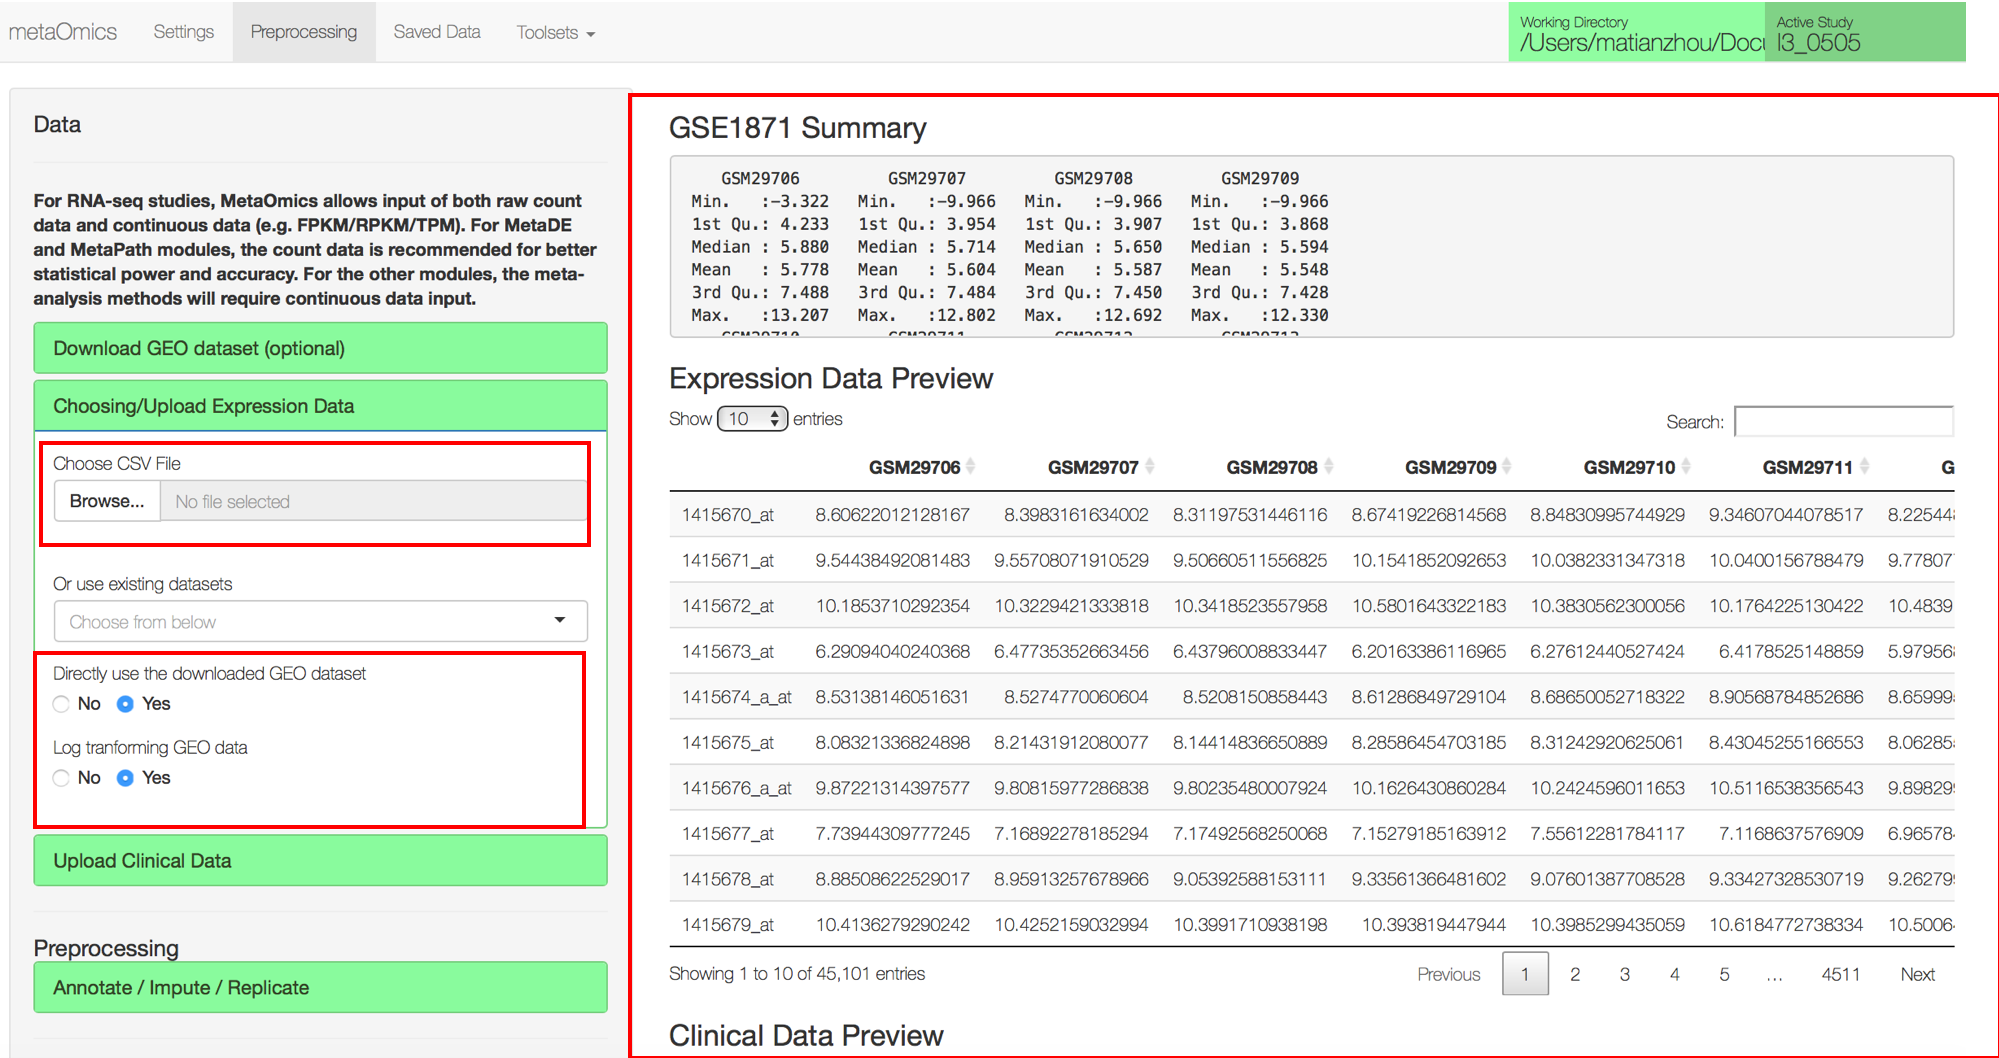 metaOmics Settings Preprocessing Saved Data Toolsets
Working Directory
/Users/matianzhou/Docu
Active Study
I3_0505
Data
For RNA-seq studies, MetaOmics allows input of both raw count
data and continuous data (e.g. FPKM/RPKM/TPM). For MetaDE
and MetaPath modules, the count data is recommended for better
statistical power and accuracy. For the other modules, the meta-
analysis methods will require continuous data input.
Download GEO dataset (optional)
Choosing/Upload Expression Data
Choose CSV File
Browse... No file selected
Or use existing datasets
Choose from below
Directly use the downloaded GEO dataset
No Yes
Log tranforming GEO data
No Yes
Upload Clinical Data
Preprocessing
Annotate / Impute / Replicate
GSE1871 Summary
GSM29706 GSM29707 GSM29708 GSM29709
Min. :-3.322 Min. :-9.966 Min. :-9.966 Min. :-9.966
1st Qu.: 4.233 1st Qu.: 3.954 1st Qu.: 3.907 1st Qu.: 3.868
Median : 5.880 Median : 5.714 Median : 5.650 Median : 5.594
Mean : 5.778 Mean : 5.604 Mean : 5.587 Mean : 5.548
3rd Qu.: 7.488 3rd Qu.: 7.484 3rd Qu.: 7.450 3rd Qu.: 7.428
Max. :13.207 Max. :12.802 Max. :12.692 Max. :12.330
GSM29710 GSM29711 GSM29712 GSM29713
Expression Data Preview
Show 10 entries
Search:
GSM29706 GSM29707 GSM29708 GSM29709 GSM29710 GSM29711 G
1415670_at 8.60622012128167 8.3983161634002 8.31197531446116 8.67419226814568 8.84830995744929 9.34607044078517 8.22544
1415671_at 9.54438492081483 9.55708071910529 9.50660511556825 10.1541852092653 10.0382331347318 10.0400156788479 9.77807
1415672_at 10.1853710292354 10.3229421333818 10.3418523557958 10.5801643322183 10.3830562300056 10.1764225130422 10.4839
1415673_at 6.29094040240368 6.47735352663456 6.43796008833447 6.20163386116965 6.27612440527424 6.4178525148859 5.97956
1415674_a_at 8.53138146051631 8.5274770060604 8.5208150858443 8.61286849729104 8.68650052718322 8.90568784852686 8.65999
1415675_at 8.08321336824898 8.21431912080077 8.14414836650889 8.28586454703185 8.31242920625061 8.43045255166553 8.06285
1415676_a_at 9.87221314397577 9.80815977286838 9.80235480007924 10.1626430860284 10.2424596011653 10.5116538356543 9.89829
1415677_at 7.73944309777245 7.16892278185294 7.17492568250068 7.15279185163912 7.55612281784117 7.1168637576909 6.96578
1415678_at 8.88508622529017 8.95913257678966 9.05392588153111 9.33561366481602 9.07601387708528 9.33427328530719 9.26279
1415679_at 10.4136279290242 10.4252159032994 10.3991710938198 10.393819447944 10.3985299435059 10.6184772738334 10.5006
Showing 1 to 10 of 45,101 entries
Previous 1 2 3 4 5 … 4511 Next
Clinical Data Preview